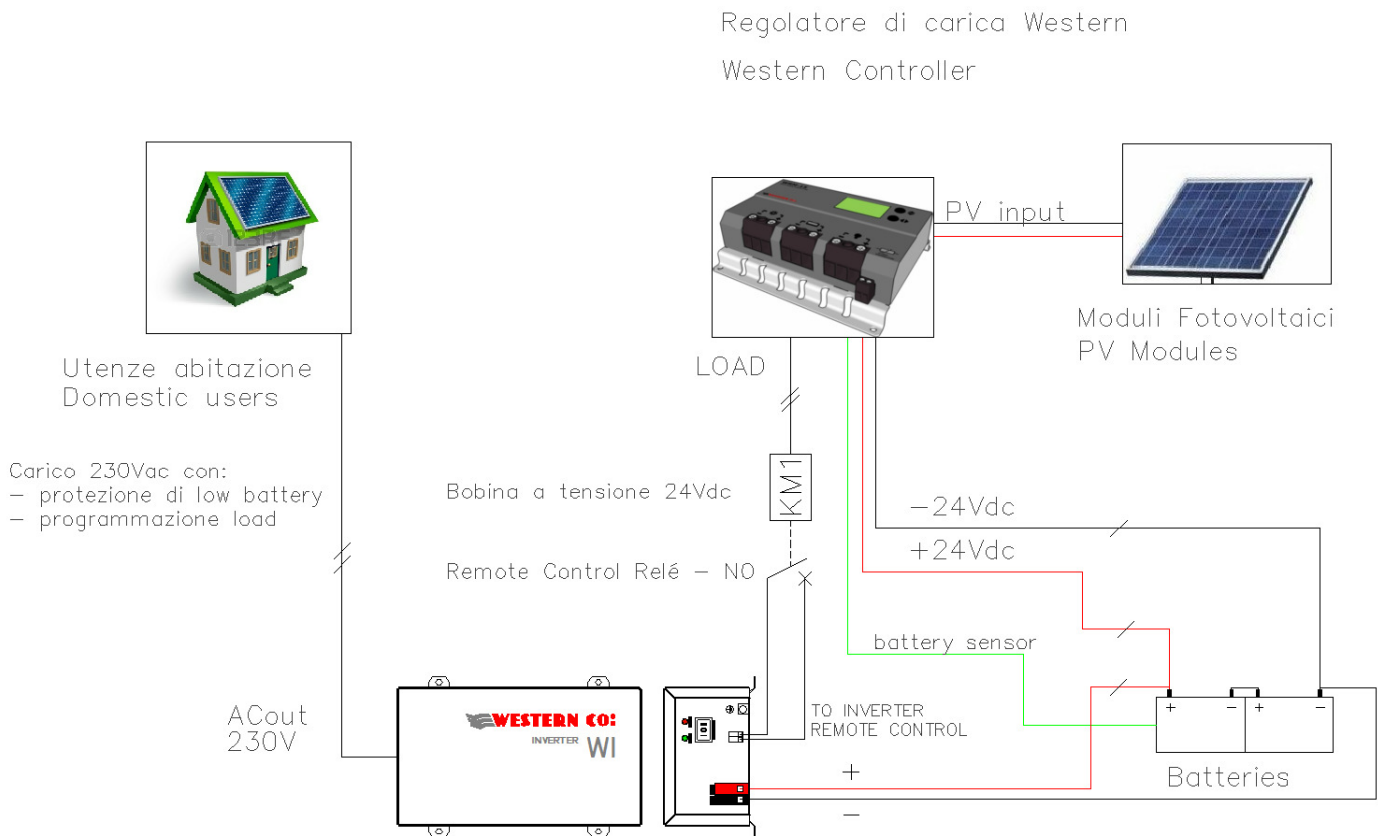 Regolatore di carica Western
Western Controller
PV input
Moduli Fotovoltaici
PV Modules
Utenze abitazione
Domestic users
LOAD
Carico 230Vac con:
– protezione di low battery
– programmazione load
Bobina a tensione 24Vdc
KM1
–24Vdc
+24Vdc
Remote Control Relé – NO
battery sensor
ACout
230V
WESTERN CO:
INVERTER WI
TO INVERTER
REMOTE CONTROL
+ – + –
Batteries
+
–